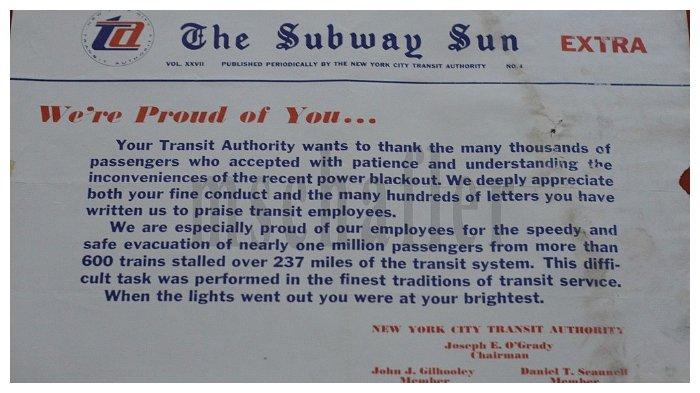 ta
The Subway Sun EXTRA
VOL. XXVII PUBLISHED PERIODICALLY BY THE NEW YORK CITY TRANSIT AUTHORITY NO. 4
We're Proud of You...
Your Transit Authority wants to thank the many thousands of
passengers who accepted with patience and understanding the
inconveniences of the recent power blackout. We deeply appreciate
both your fine conduct and the many hundreds of letters you have
written us to praise transit employees.
We are especially proud of our employees for the speedy and
safe evacuation of nearly one million passengers from more than
600 trains stalled over 237 miles of the transit system. This diffi-
cult task was performed in the finest traditions of transit service.
When the lights went out you were at your brightest.
NEW YORK CITY TRANSIT AUTHORITY
Joseph E. O'Grady
Chairman
John J. Gilhooley Daniel T. Scannell
Member Member